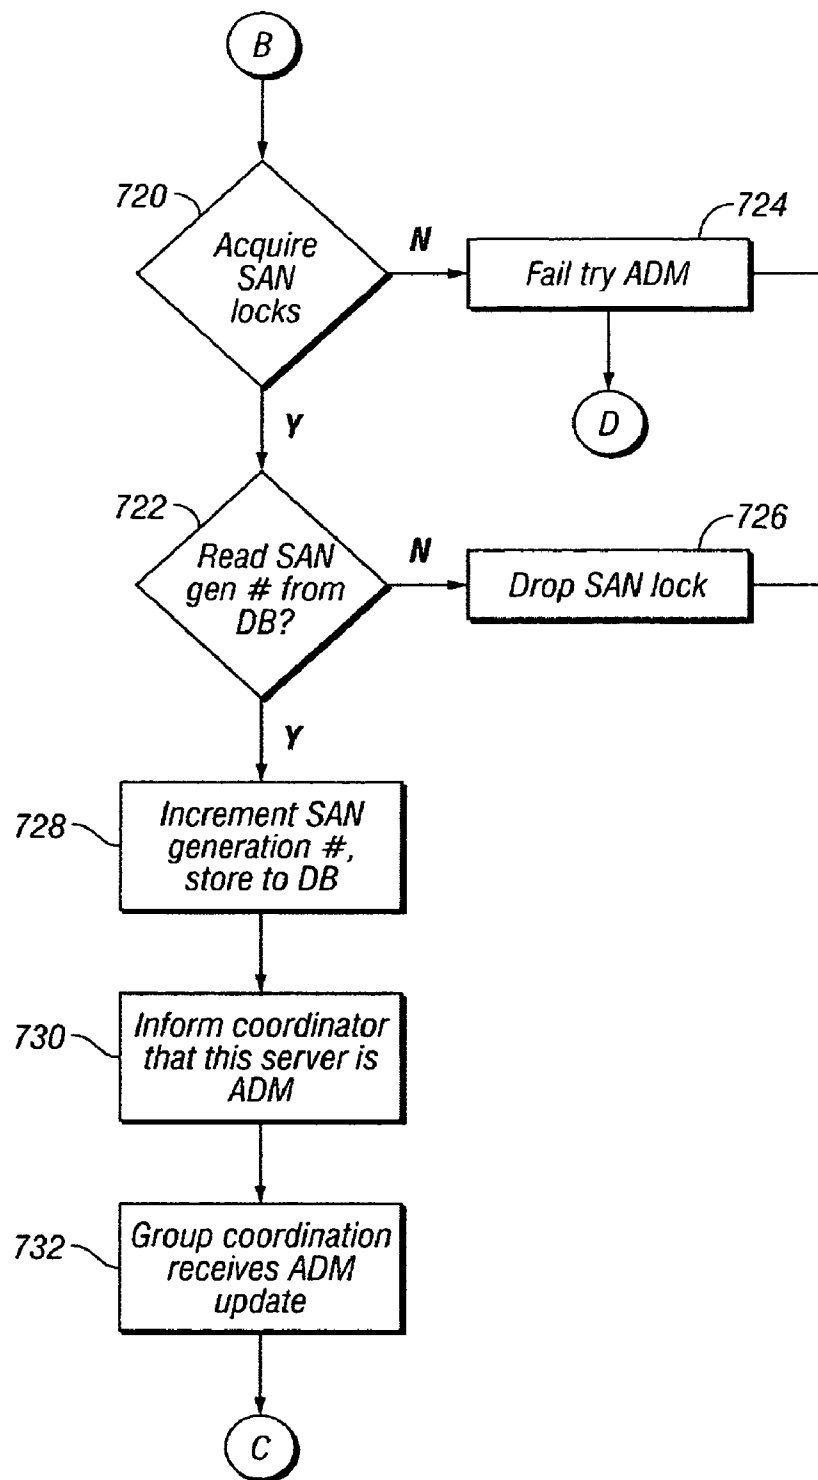 B
720
Acquire
SAN
locks
N
724
Fail try ADM
D
Y
722
Read SAN
gen # from
DB?
N
726
Drop SAN lock
Y
728
Increment SAN
generation #,
store to DB
730
Inform coordinator
that this server is
ADM
732
Group coordination
receives ADM
update
C